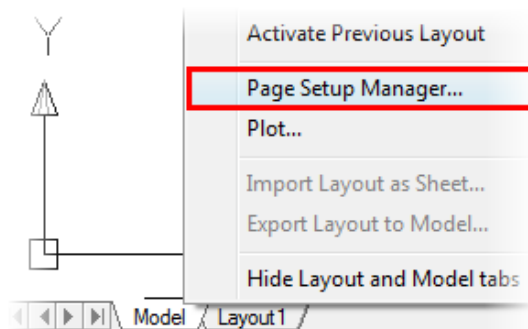 Y
Activate Previous Layout
Page Setup Manager...
Plot...
Import Layout as Sheet...
Export Layout to Model...
Hide Layout and Model tabs
Model Layout1